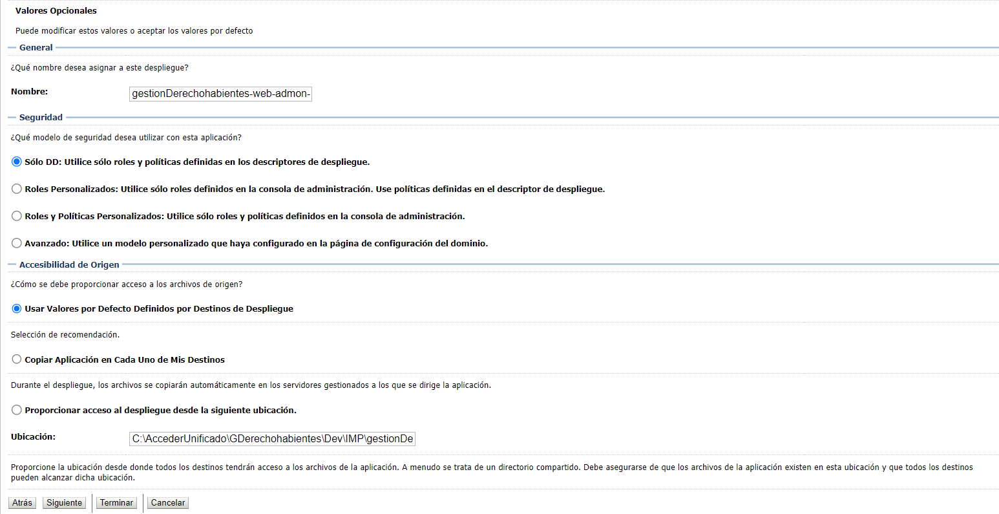 Valores Opcionales
Puede modificar estos valores o aceptar los valores por defecto
General
¿Qué nombre desea asignar a este despliegue?
Nombre: gestionDerechohabientes-web-admon-
Seguridad
¿Qué modelo de seguridad desea utilizar con esta aplicación?
Sólo DD: Utilice sólo roles y políticas definidas en los descriptores de despliegue.
Roles Personalizados: Utilice sólo roles definidos en la consola de administración. Use políticas definidas en el descriptor de despliegue.
Roles y Políticas Personalizados: Utilice sólo roles y políticas definidos en la consola de administración.
Avanzado: Utilice un modelo personalizado que haya configurado en la página de configuración del dominio.
Accesibilidad de Origen
¿Cómo se debe proporcionar acceso a los archivos de origen?
Usar Valores por Defecto Definidos por Destinos de Despliegue
Selección de recomendación.
Copiar Aplicación en Cada Uno de Mis Destinos
Durante el despliegue, los archivos se copiarán automáticamente en los servidores gestionados a los que se dirige la aplicación.
Proporcionar acceso al despliegue desde la siguiente ubicación.
Ubicación: C:\AccederUnificado\GDerechohabientes\Dev\IMP\gestionDe
Proporcione la ubicación desde donde todos los destinos tendrán acceso a los archivos de la aplicación. A menudo se trata de un directorio compartido. Debe asegurarse de que los archivos de la aplicación existen en esta ubicación y que todos los destinos
pueden alcanzar dicha ubicación.
Atrás Siguiente Terminar Cancelar